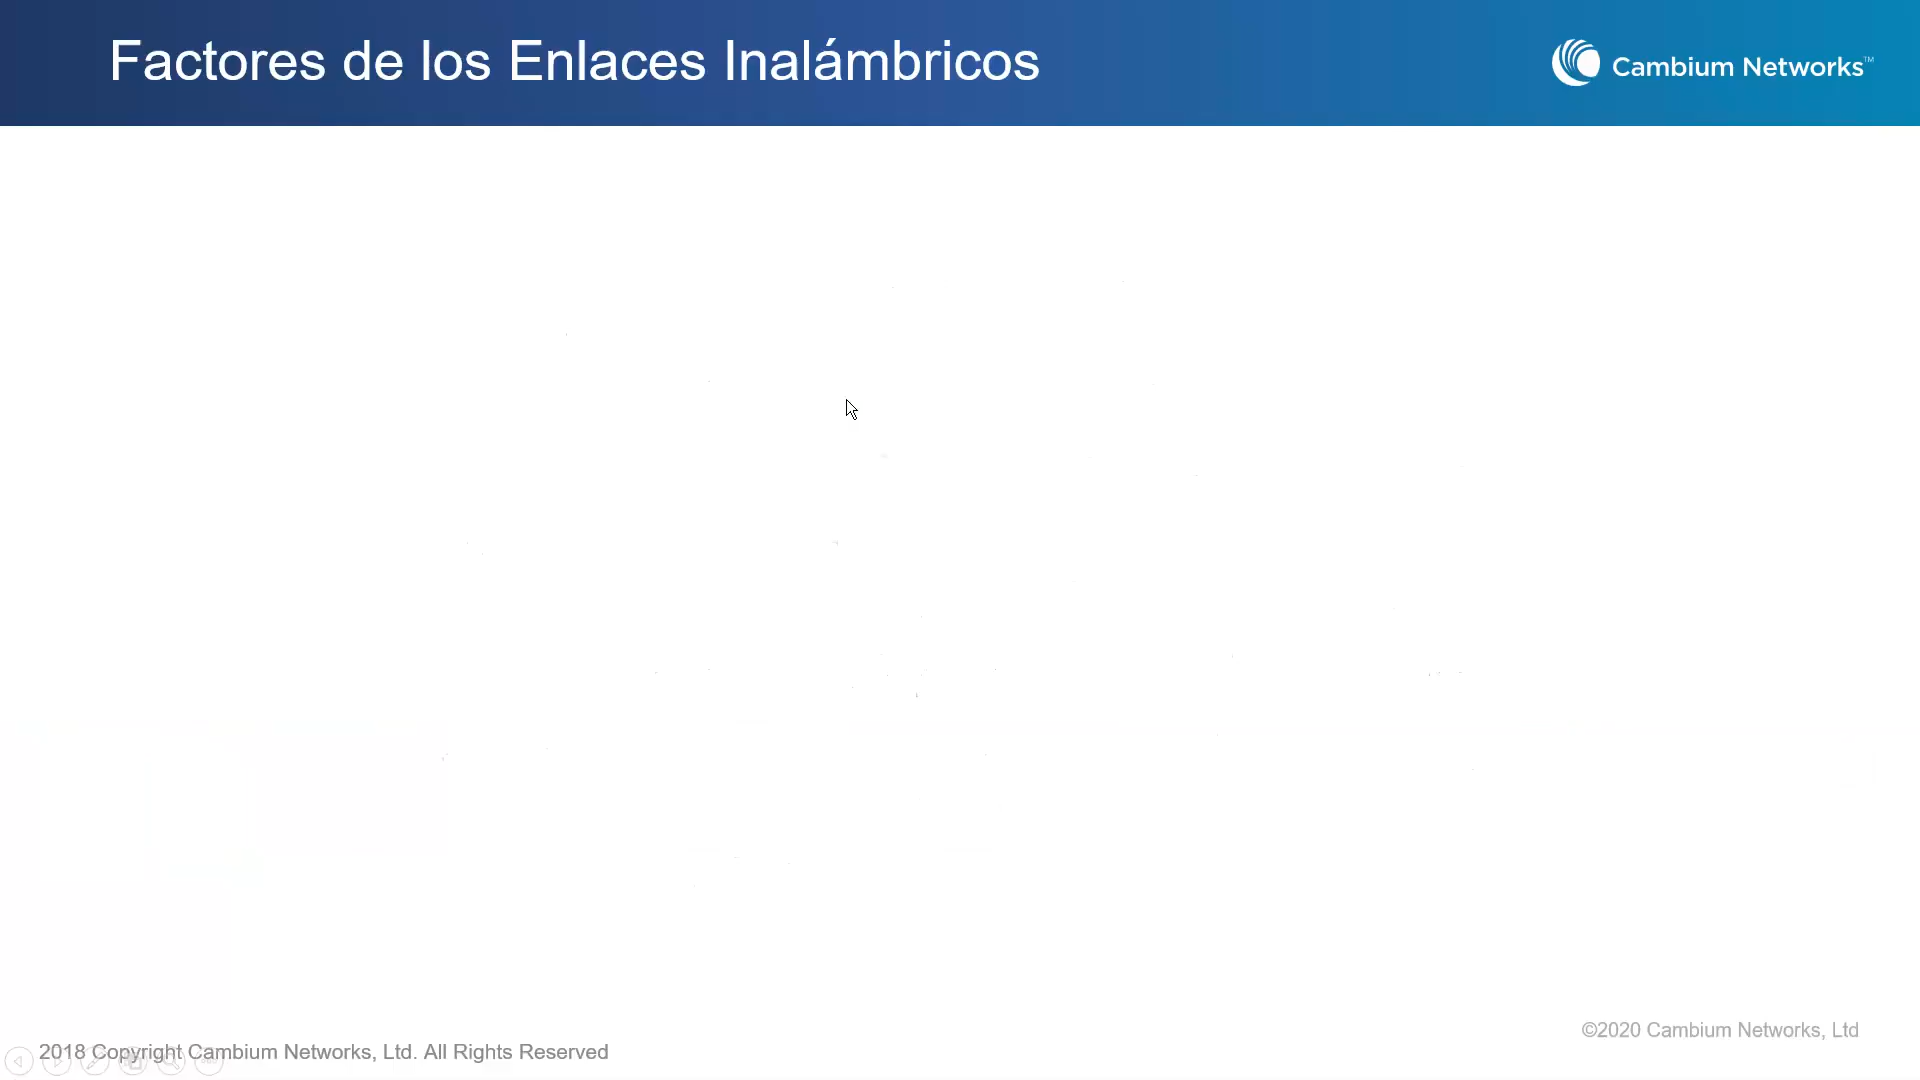 Factores de los Enlaces Inalámbricos
Cambium Networks™
©2020 Cambium Networks, Ltd
2018 Copyright Cambium Networks, Ltd. All Rights Reserved